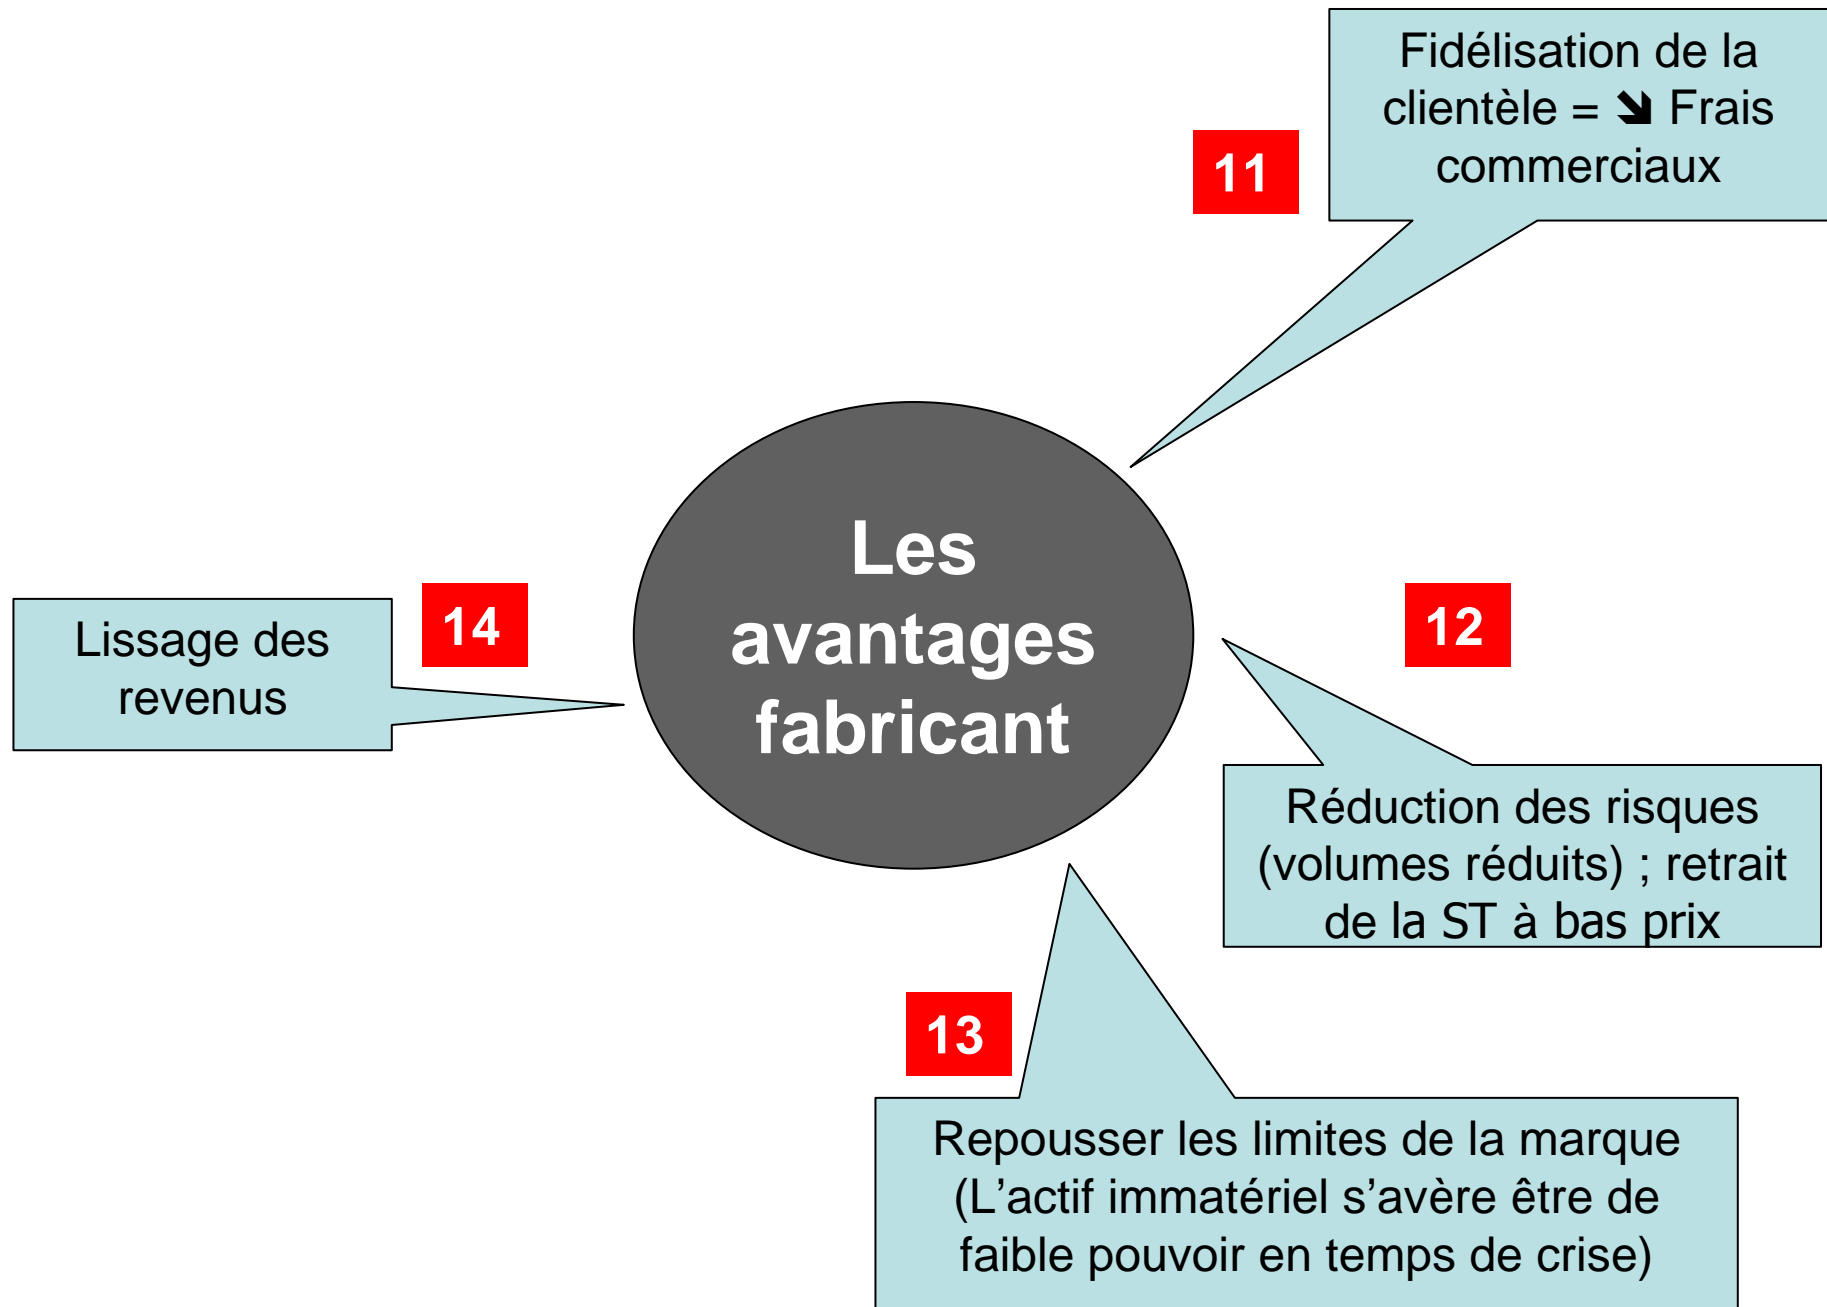 11
Fidélisation de la
clientèle = ➘ Frais
commerciaux
Les
avantages
fabricant
12
Réduction des risques
(volumes réduits) ; retrait
de la ST à bas prix
13
Repousser les limites de la marque
(L’actif immatériel s’avère être de
faible pouvoir en temps de crise)
14
Lissage des
revenus